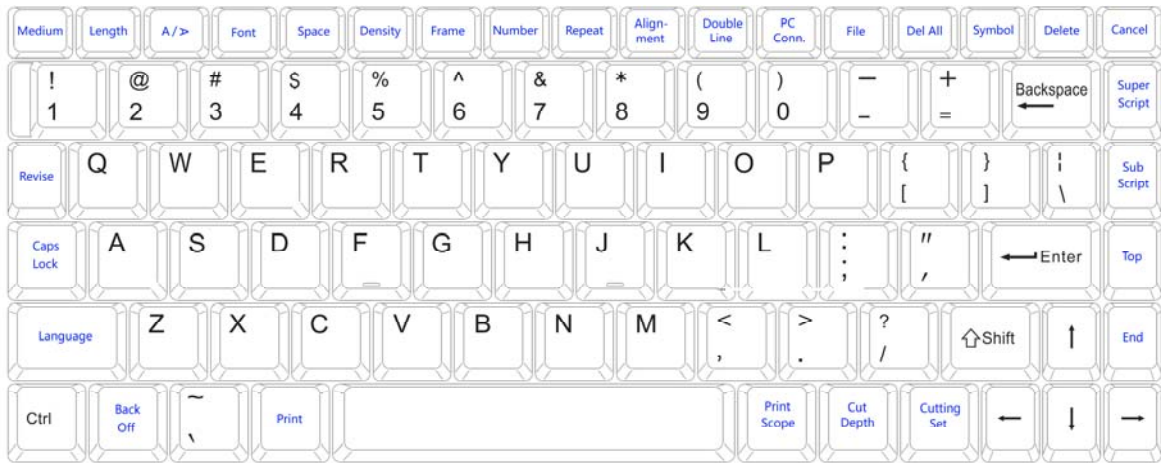 Medium Length A/A Font Space Density Frame Number Repeat Align- Double PC File Del All Symbol Delete Cancel
ment Line Conn.
! @ # $ % ^ & * ( ) — + Backspace Super
1 2 3 4 5 6 7 8 9 0 - = ← Script
Revise Q W E R T Y U I O P { } ¦ Sub
[ ] \ Script
Caps A S D F G H J K L : " ← Enter Top
Lock ; ,
Language Z X C V B N M < > ? ⇧Shift ↑ End
, . /
Ctrl Back ~ Print Print Cut Cutting ← ↓ →
Off ` Scope Depth Set